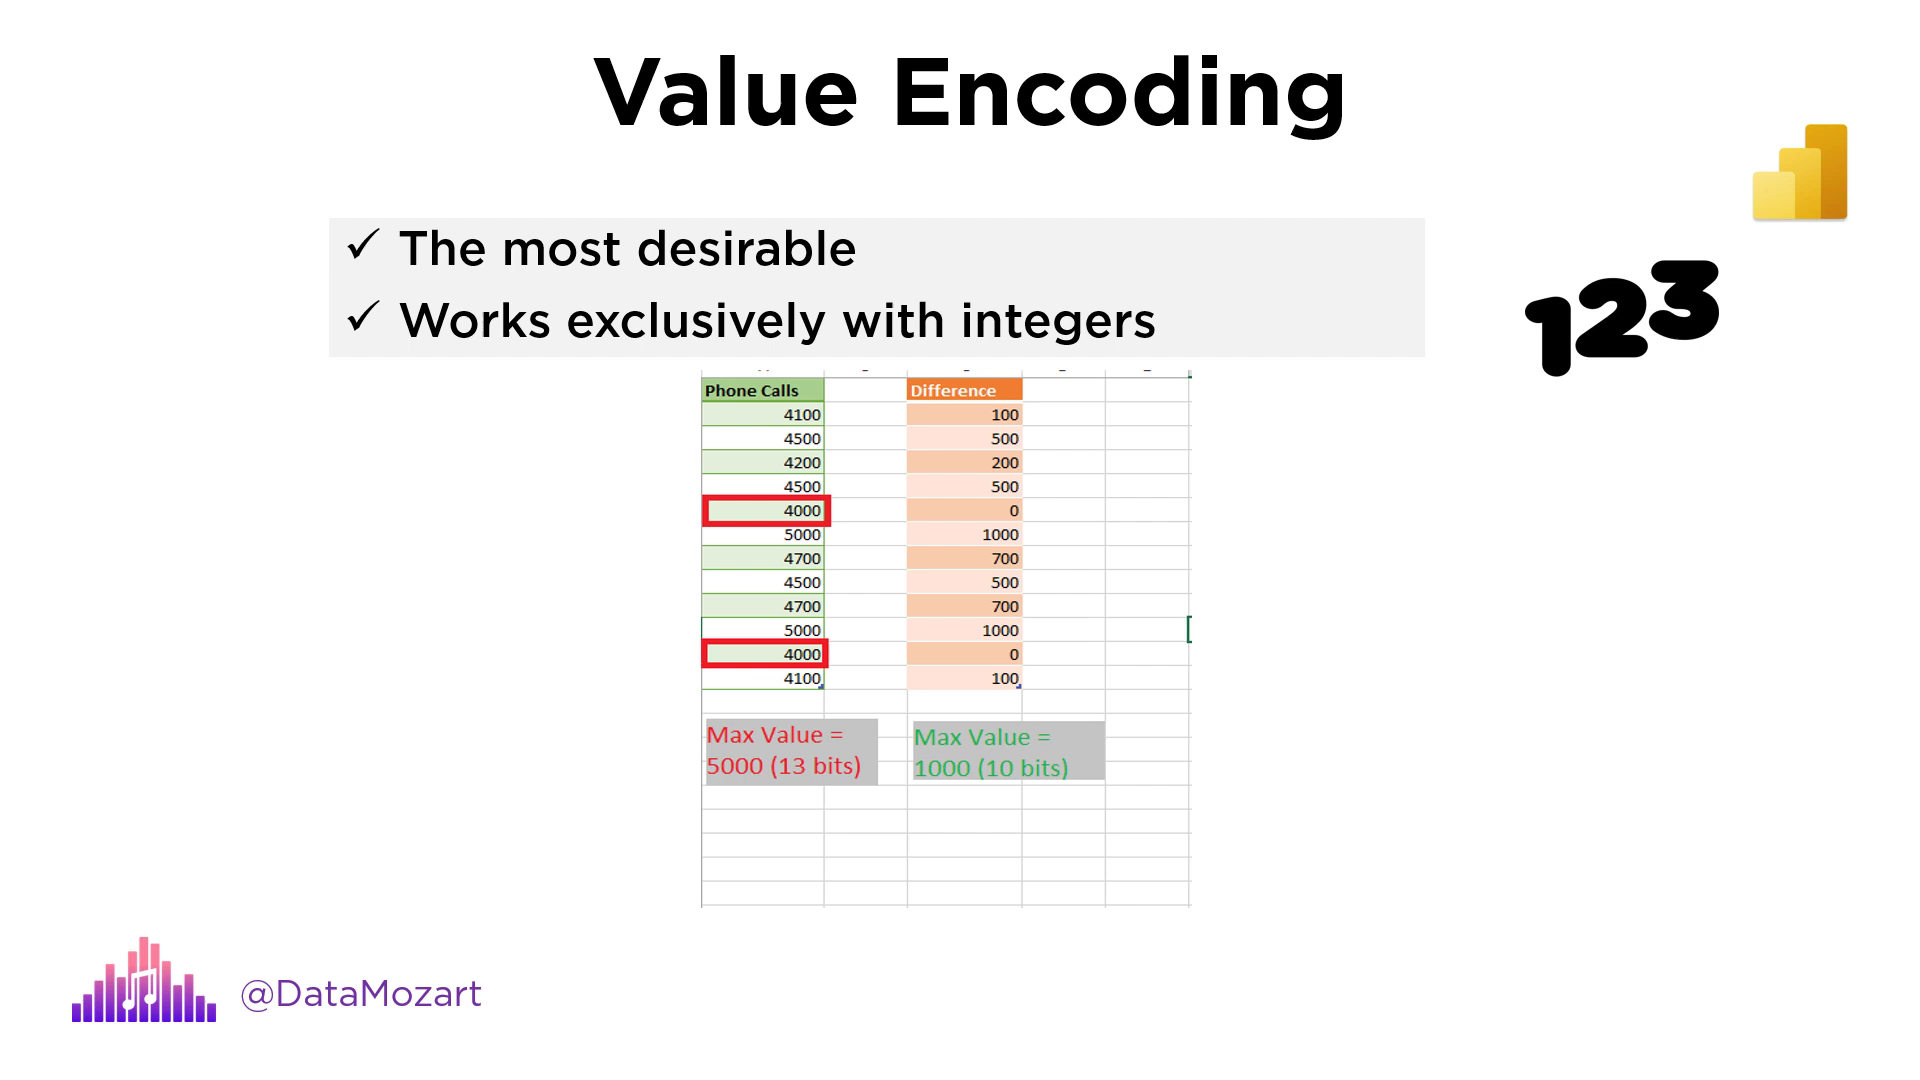 Value Encoding
✓ The most desirable
✓ Works exclusively with integers
123
Phone Calls Difference
4100 100
4500 500
4200 200
4500 500
4000 0
5000 1000
4700 700
4500 500
4700 700
5000 1000
4000 0
4100 100
Max Value =
5000 (13 bits)
Max Value =
1000 (10 bits)
@DataMozart